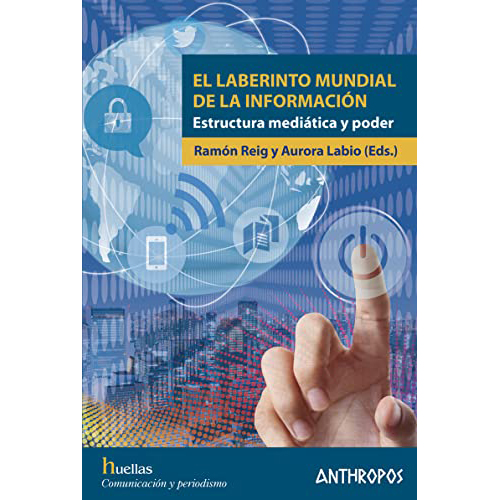 EL LABERINTO MUNDIAL
DE LA INFORMACIÓN
Estructura mediática y poder
Ramón Reig y Aurora Labio (Eds.)
huellas
Comunicación y periodismo
ANTHROPOS